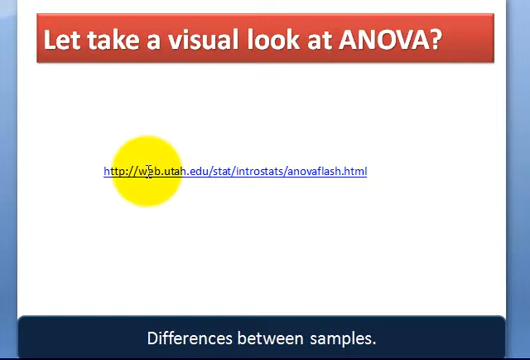 Let take a visual look at ANOVA?
http://web.utah.edu/stat/introstats/anovaflash.html
Differences between samples.